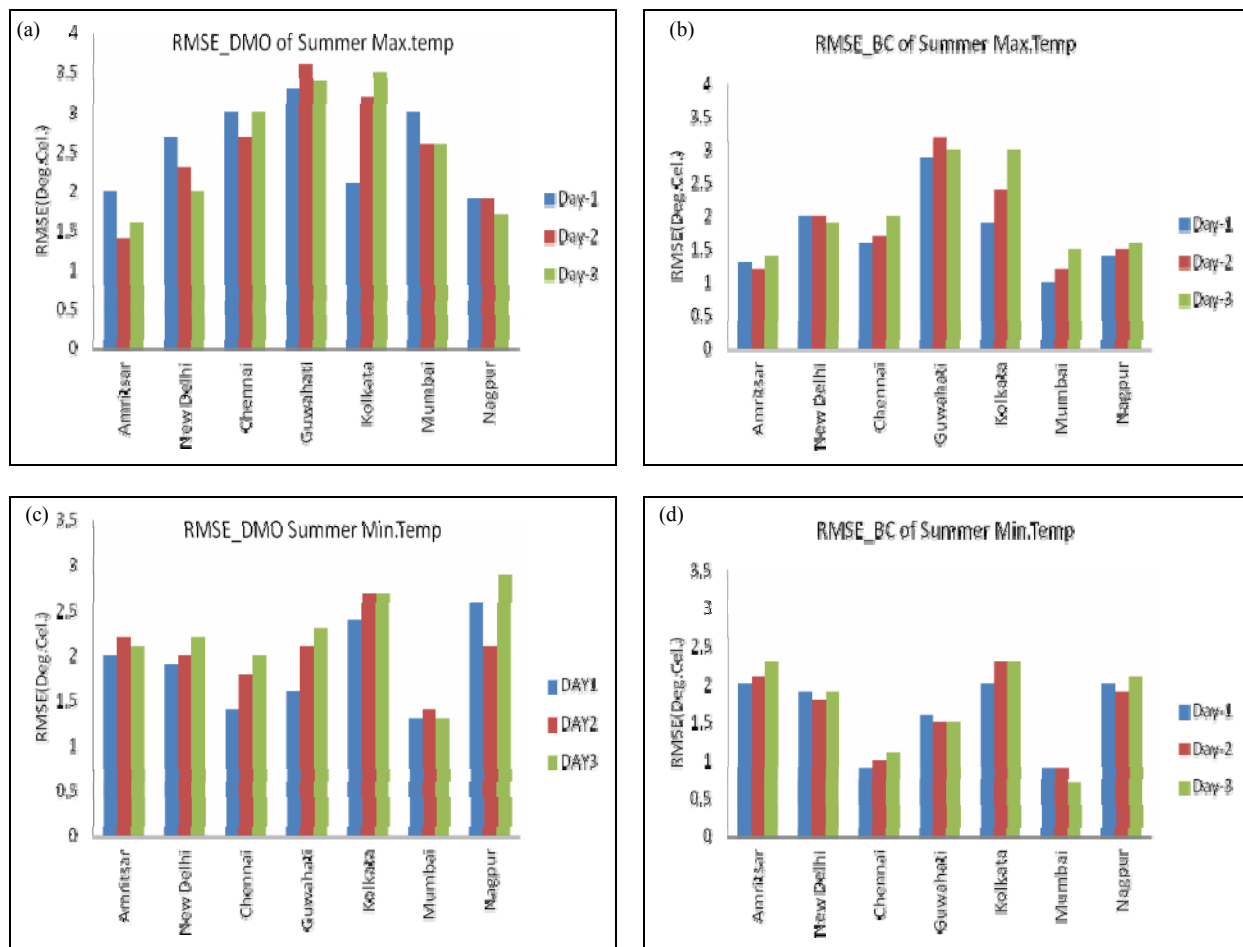 (a)
RMSE_DMO of Summer Max.temp
4
3.5
3
2.5
2
1.5
1
0.5
0
RMSE(Deg.Cel.)
Amritsar
New Delhi
Chennai
Guwahati
Kolkata
Mumbai
Nagpur
Day-1
Day-2
Day-3
(b)
RMSE_BC of Summer Max.Temp
4
3.5
3
2.5
2
1.5
1
0.5
0
RMSE(Deg.Cel.)
Amritsar
New Delhi
Chennai
Guwahati
Kolkata
Mumbai
Nagpur
Day-1
Day-2
Day-3
(c)
RMSE_DMO Summer Min.Temp
3.5
3
2.5
2
1.5
1
0.5
0
RMSE(Deg.Cel.)
Amritsar
New Delhi
Chennai
Guwahati
Kolkata
Mumbai
Nagpur
DAY1
DAY2
DAY3
(d)
RMSE_BC of Summer Min.Temp
3.5
3
2.5
2
1.5
1
0.5
0
RMSE(Deg.Cel.)
Amritsar
New Delhi
Chennai
Guwahati
Kolkata
Mumbai
Nagpur
Day-1
Day-2
Day-3